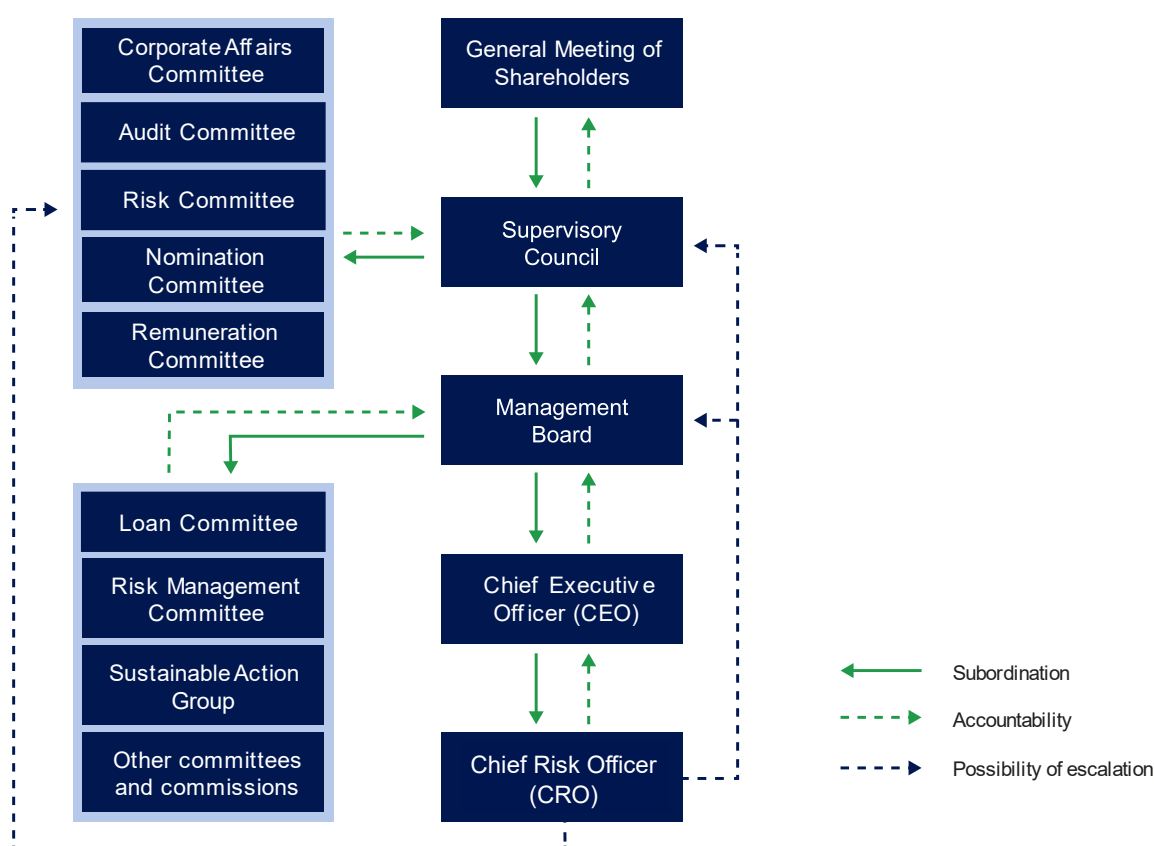 Corporate Affairs
Committee
Audit Committee
Risk Committee
Nomination
Committee
Remuneration
Committee
General Meeting of
Shareholders
Supervisory
Council
Management
Board
Loan Committee
Risk Management
Committee
Sustainable Action
Group
Other committees
and commissions
Chief Executive
Officer (CEO)
Chief Risk Officer
(CRO)
Subordination
Accountability
Possibility of escalation